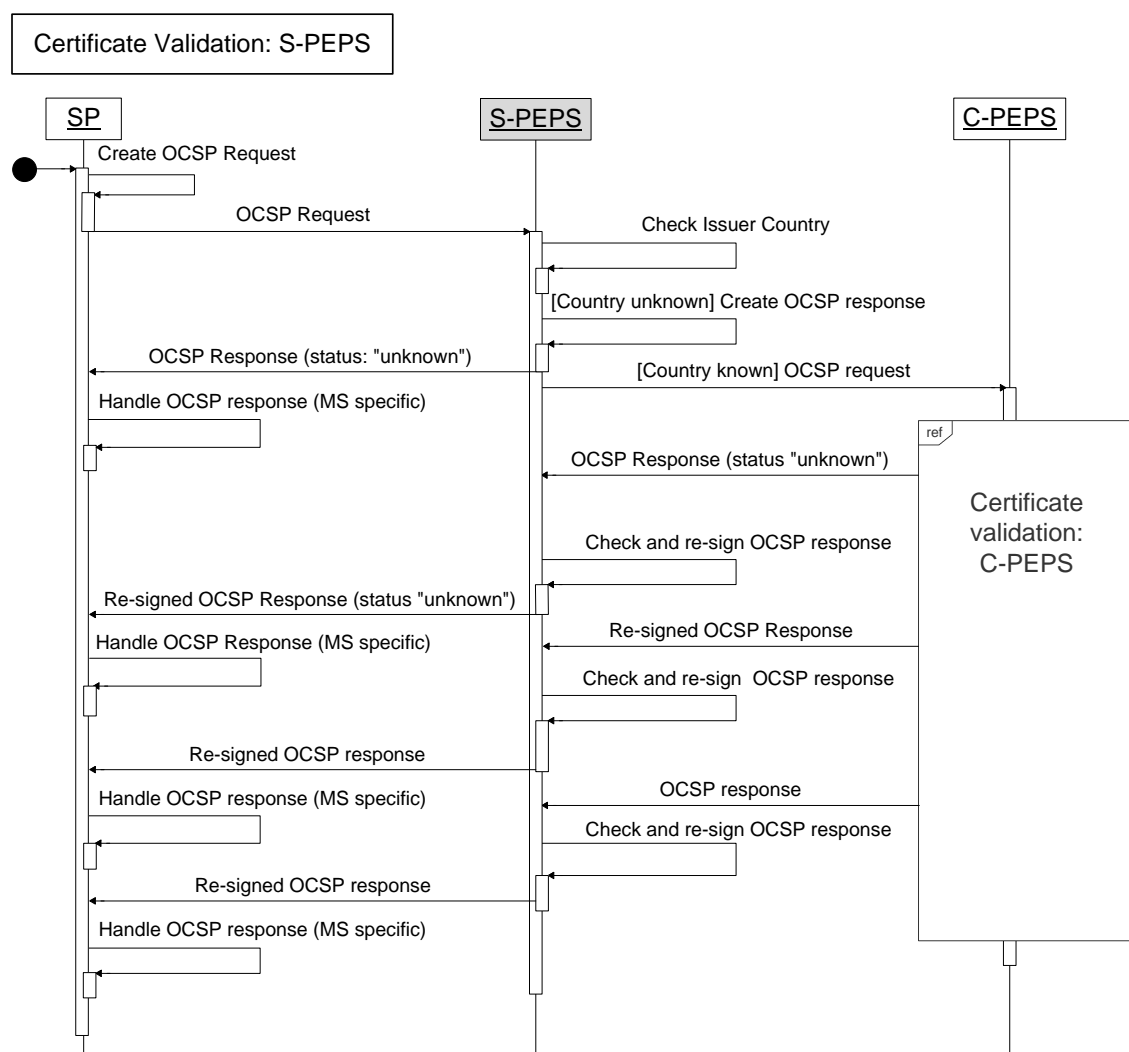 Certificate Validation: S-PEPS
SP
S-PEPS
C-PEPS
Create OCSP Request
OCSP Request
Check Issuer Country
[Country unknown] Create OCSP response
OCSP Response (status: "unknown")
[Country known] OCSP request
Handle OCSP response (MS specific)
ref
OCSP Response (status "unknown")
Certificate
validation:
C-PEPS
Check and re-sign OCSP response
Re-signed OCSP Response (status "unknown")
Re-signed OCSP Response
Handle OCSP Response (MS specific)
Check and re-sign  OCSP response
Re-signed OCSP response
OCSP response
Handle OCSP response (MS specific)
Check and re-sign OCSP response
Re-signed OCSP response
Handle OCSP response (MS specific)